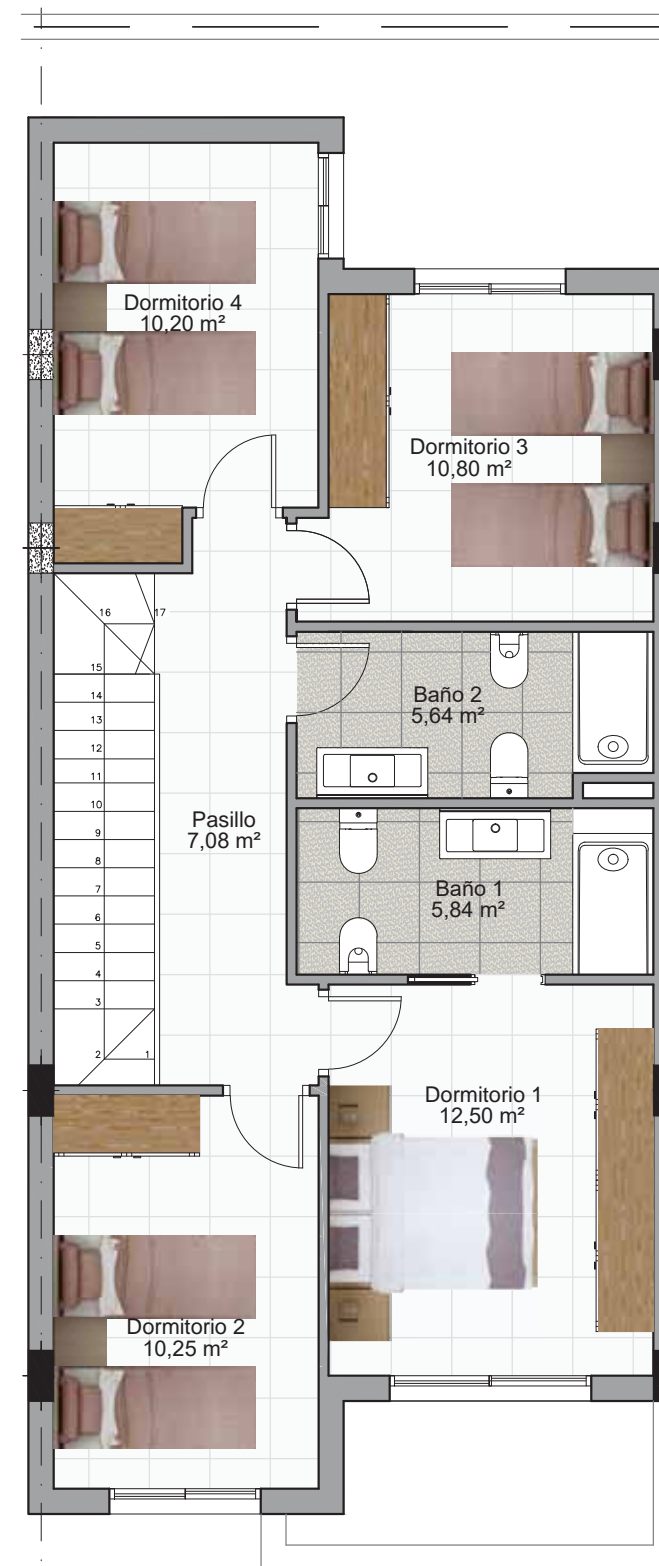 Dormitorio 4
10,20 m²
Dormitorio 3
10,80 m²
16
17
15
14
13
12
11
10
9
8
7
6
5
4
3
2
1
Baño 2
5,64 m²
Pasillo
7,08 m²
Baño 1
5,84 m²
Dormitorio 1
12,50 m²
Dormitorio 2
10,25 m²